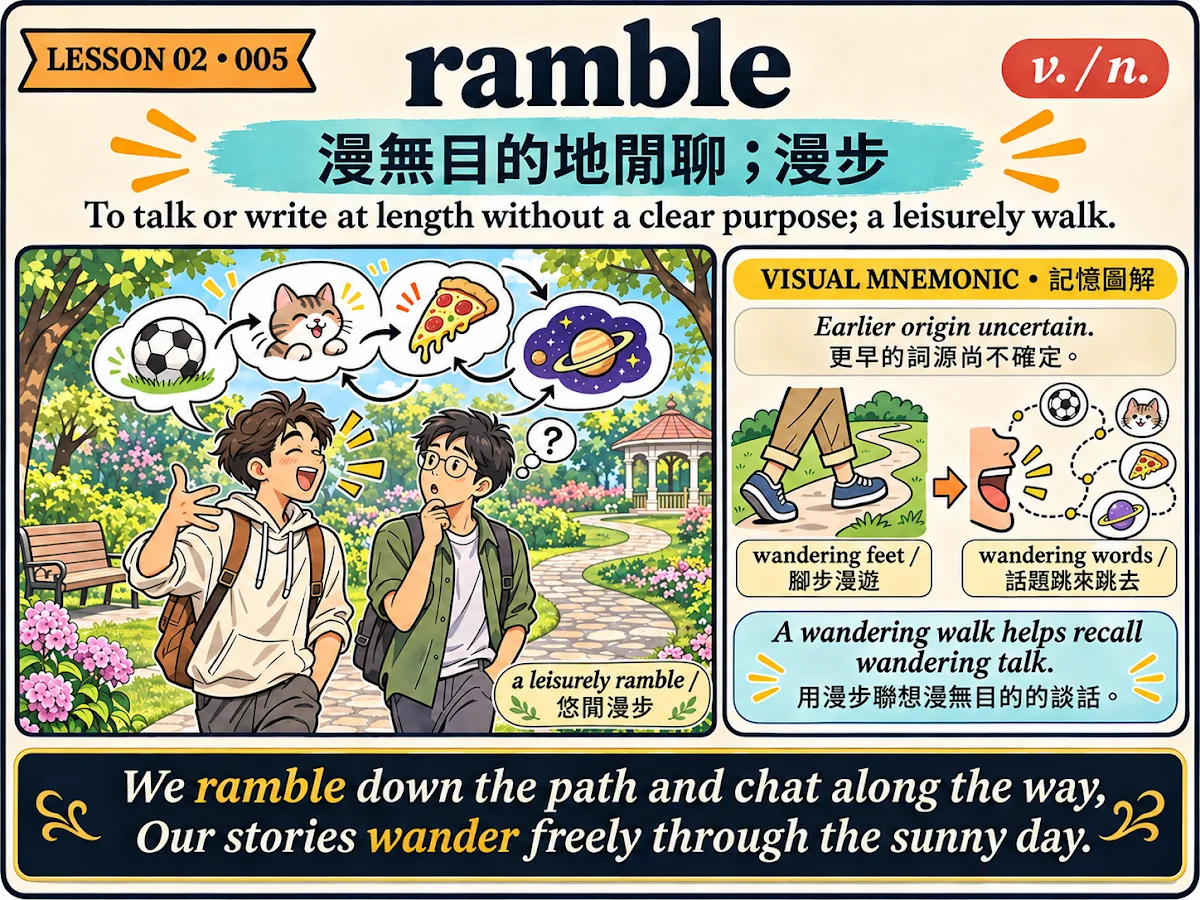 LESSON 02 • 005
ramble
v. / n.
漫無目的地閒聊；漫步
To talk or write at length without a clear purpose; a leisurely walk.
?
a leisurely ramble /
悠閒漫步
VISUAL MNEMONIC • 記憶圖解
Earlier origin uncertain.
更早的詞源尚不確定。
wandering feet /
腳步漫遊
wandering words /
話題跳來跳去
A wandering walk helps recall
wandering talk.
用漫步聯想漫無目的的談話。
We ramble down the path and chat along the way,
Our stories wander freely through the sunny day.